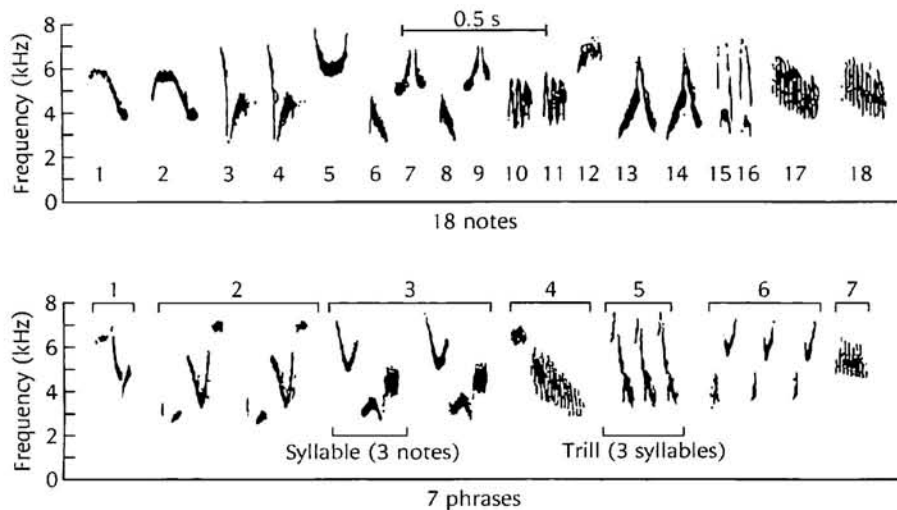 0.5 s
Frequency (kHz)
8
6
4
2
0
1 2 3 4 5 6 7 8 9 10 11 12 13 14 15 16 17 18
18 notes
1 2 3 4 5 6 7
Frequency (kHz)
8
6
4
2
0
Syllable (3 notes) Trill (3 syllables)
7 phrases